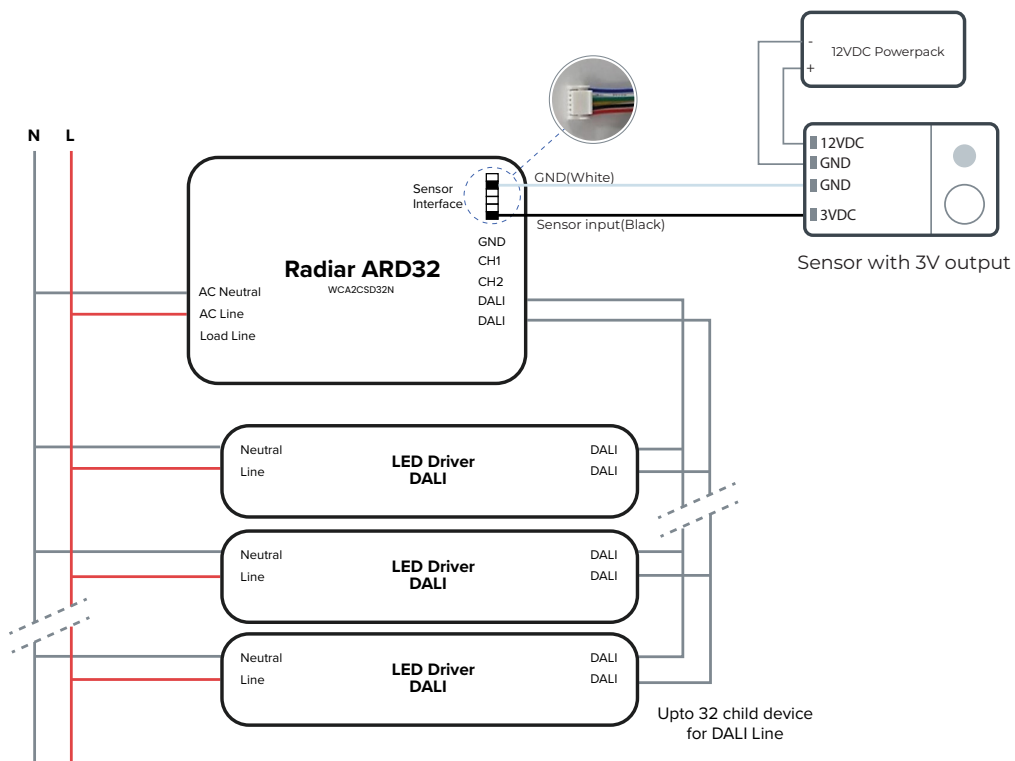 12VDC Powerpack
-
+
N
L
12VDC
GND
GND
3VDC
Sensor with 3V output
GND(White)
Sensor input(Black)
Sensor
Interface
GND
CH1
CH2
DALI
DALI
Radiar ARD32
WCA2CSD32N
AC Neutral
AC Line
Load Line
Neutral
Line
LED Driver
DALI
DALI
DALI
Neutral
Line
LED Driver
DALI
DALI
DALI
Neutral
Line
LED Driver
DALI
DALI
DALI
Upto 32 child device
for DALI Line